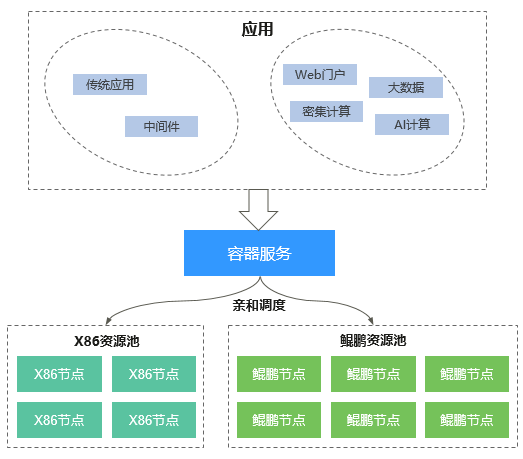 应用
传统应用
中间件
Web门户
大数据
密集计算
AI计算
容器服务
亲和调度
X86资源池
X86节点
X86节点
X86节点
X86节点
鲲鹏资源池
鲲鹏节点
鲲鹏节点
鲲鹏节点
鲲鹏节点
鲲鹏节点
鲲鹏节点